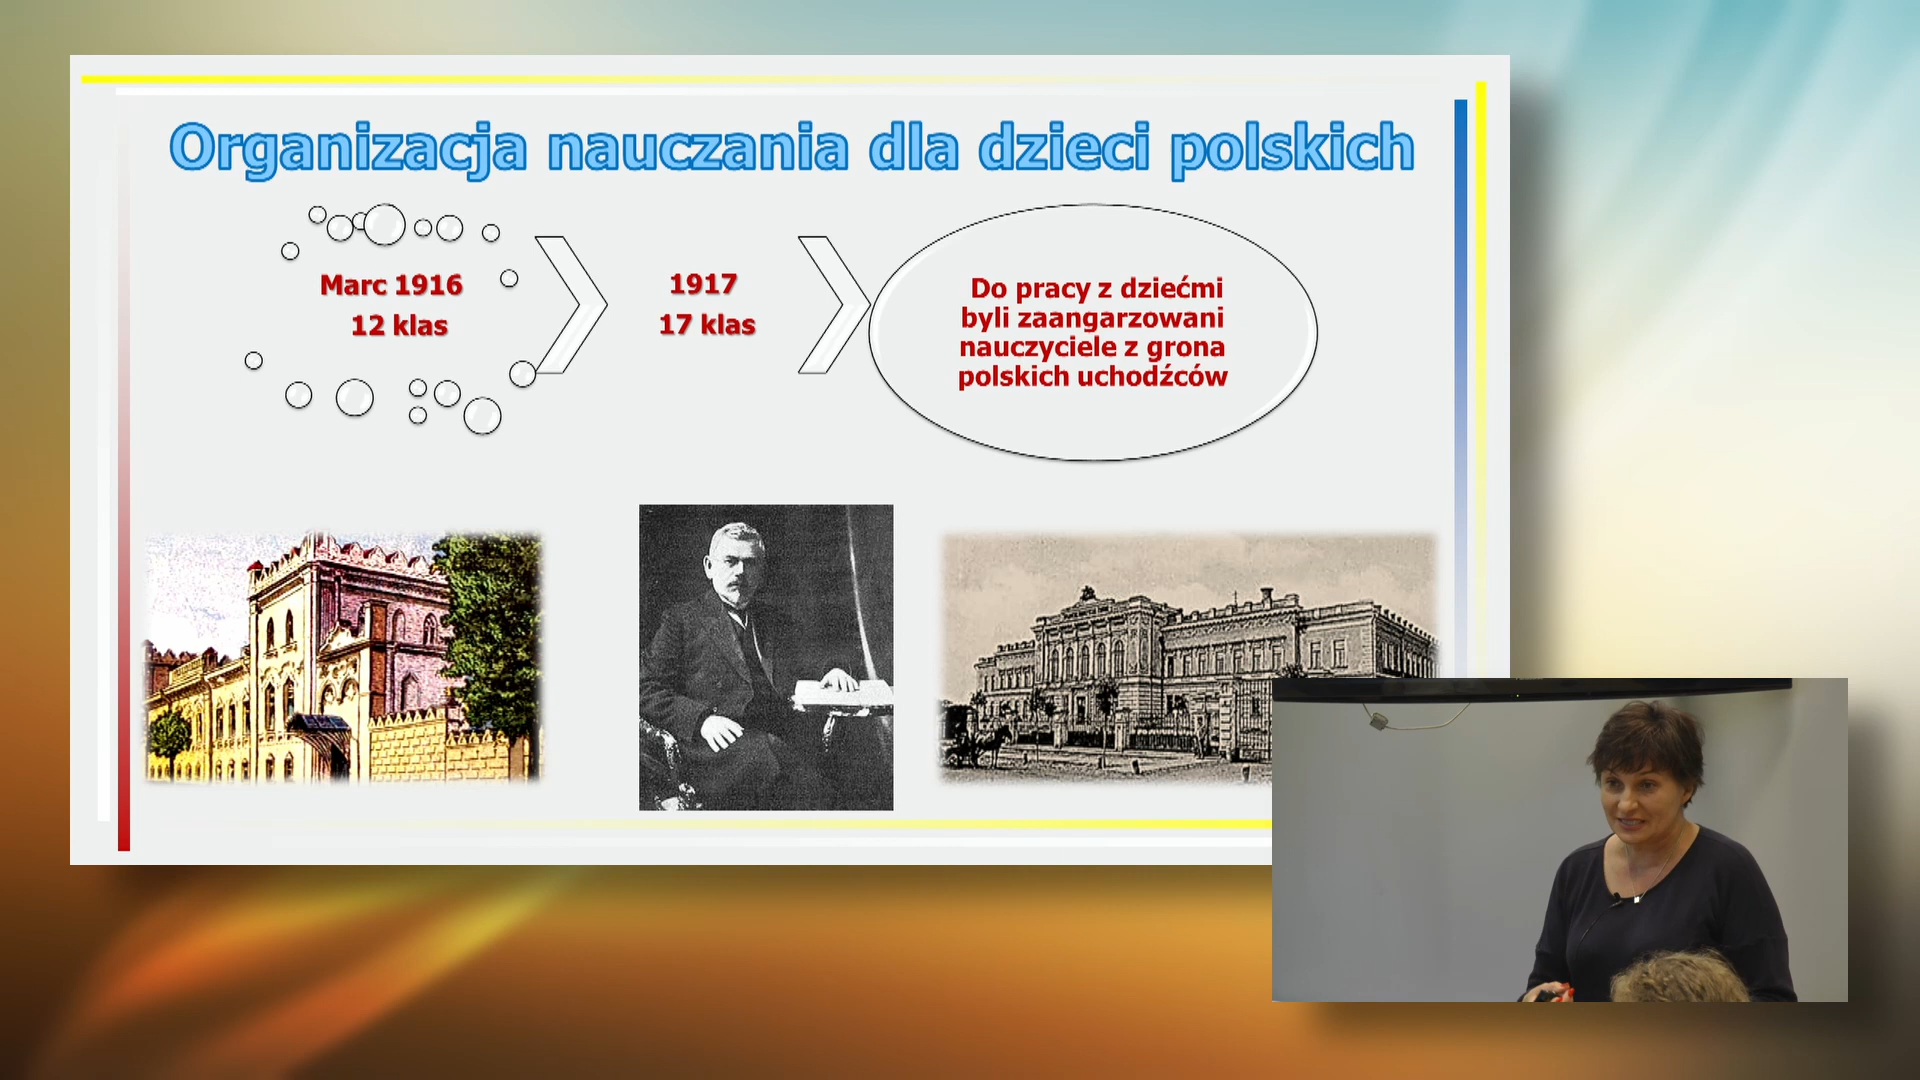 Organizacja nauczania dla dzieci polskich
Marc 1916
12 klas
1917
17 klas
Do pracy z dziećmi
byli zaangarzowani
nauczyciele z grona
polskich uchodźców